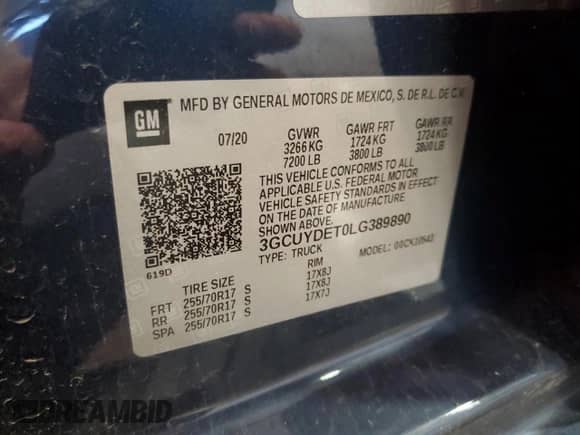 GM
MFD BY GENERAL MOTORS DE MEXICO, S. DE R.L. DE C.V.
07/20 GVWR GAWR FRT GAWR RR
3266 KG 1724 KG 1724 KG
7200 LB 3800 LB 3800 LB
THIS VEHICLE CONFORMS TO ALL
APPLICABLE U.S. FEDERAL MOTOR
VEHICLE SAFETY STANDARDS IN EFFECT
ON THE DATE OF MANUFACTURE
SHOWN ABOVE.
3GCUYDET0LG389890
TYPE: TRUCK MODEL:
619D
TIRE SIZE RIM
FRT 255/70R17 S 17X8J
RR 255/70R17 S 17X8J
SPA 255/70R17 S 17X7J
DREAMBID